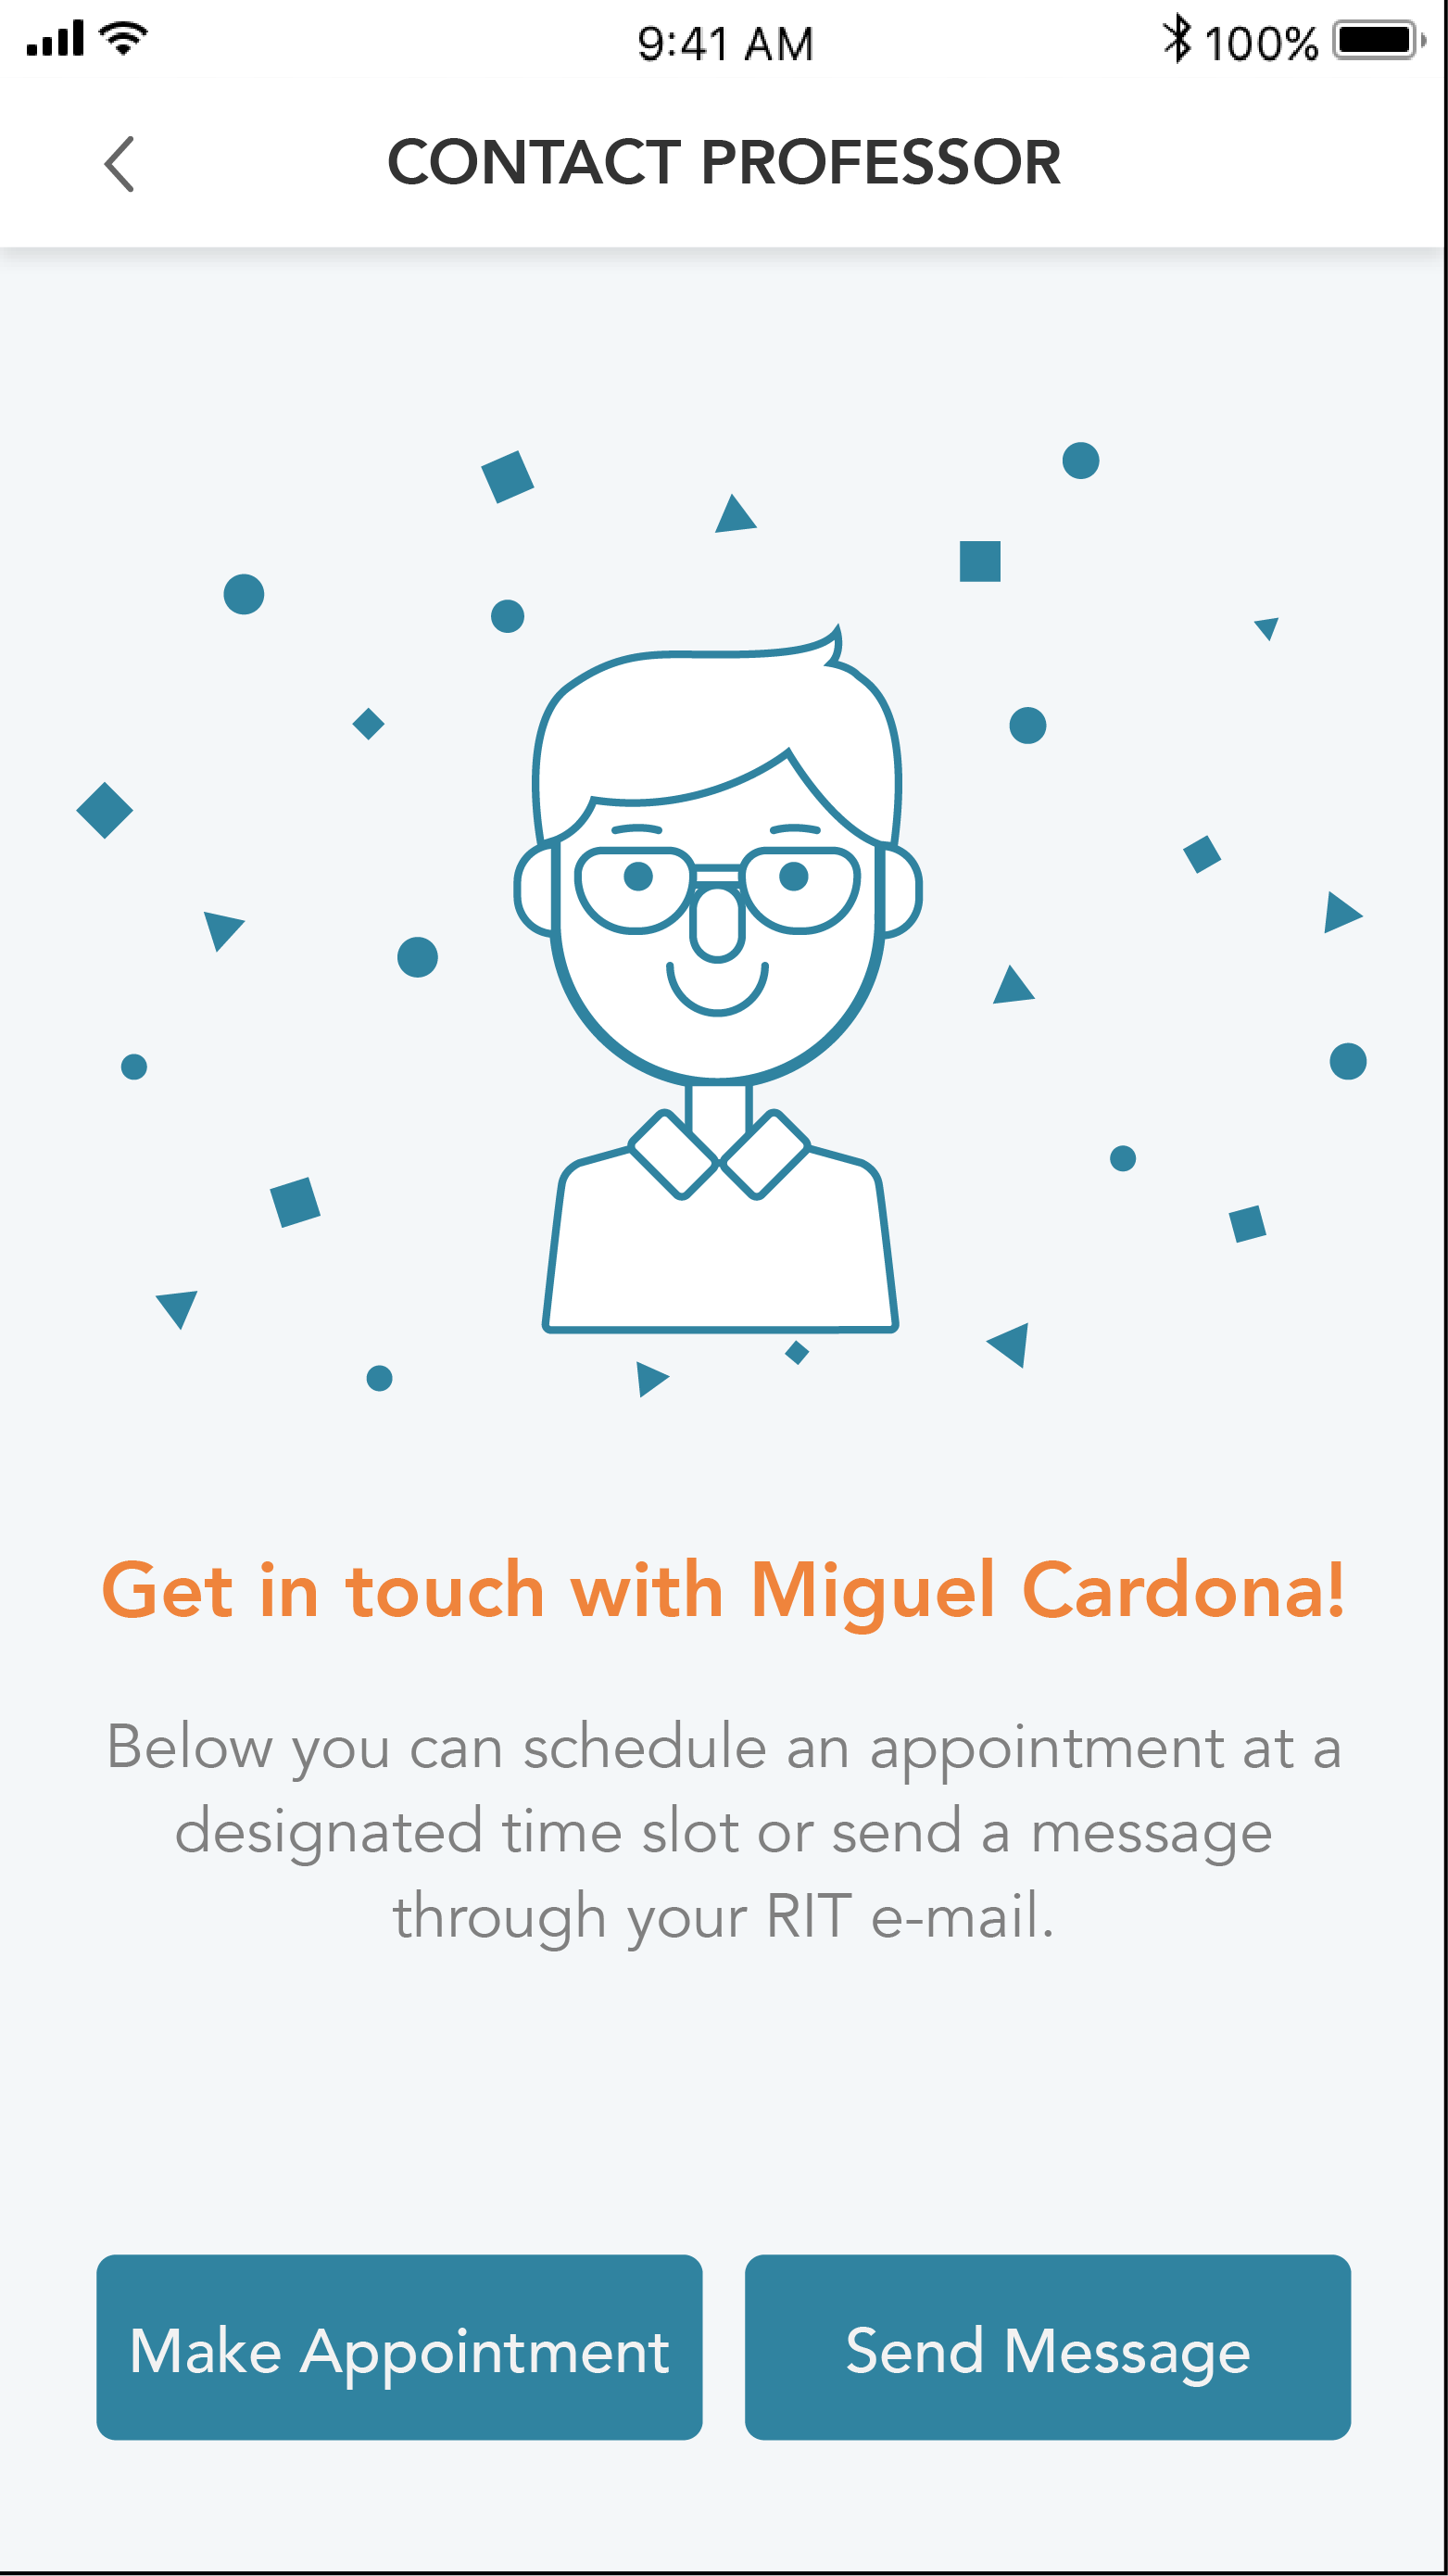 9:41 AM
100%
CONTACT PROFESSOR
Get in touch with Miguel Cardona!
Below you can schedule an appointment at a
designated time slot or send a message
through your RIT e-mail.
Make Appointment
Send Message